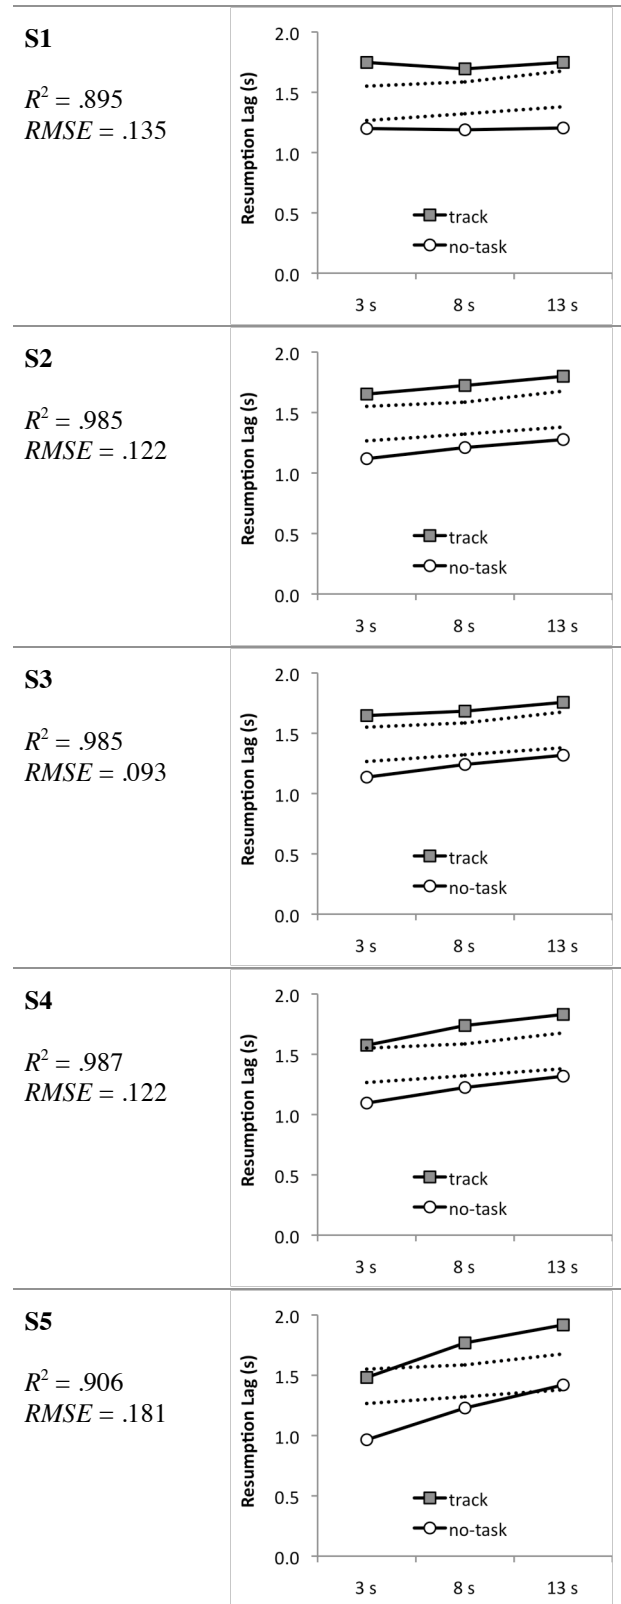 S1
R² = .895
RMSE = .135
Resumption Lag (s)
2.0
1.5
1.0
0.5
0.0
track
no-task
3 s 8 s 13 s
S2
R² = .985
RMSE = .122
Resumption Lag (s)
2.0
1.5
1.0
0.5
0.0
track
no-task
3 s 8 s 13 s
S3
R² = .985
RMSE = .093
Resumption Lag (s)
2.0
1.5
1.0
0.5
0.0
track
no-task
3 s 8 s 13 s
S4
R² = .987
RMSE = .122
Resumption Lag (s)
2.0
1.5
1.0
0.5
0.0
track
no-task
3 s 8 s 13 s
S5
R² = .906
RMSE = .181
Resumption Lag (s)
2.0
1.5
1.0
0.5
0.0
track
no-task
3 s 8 s 13 s